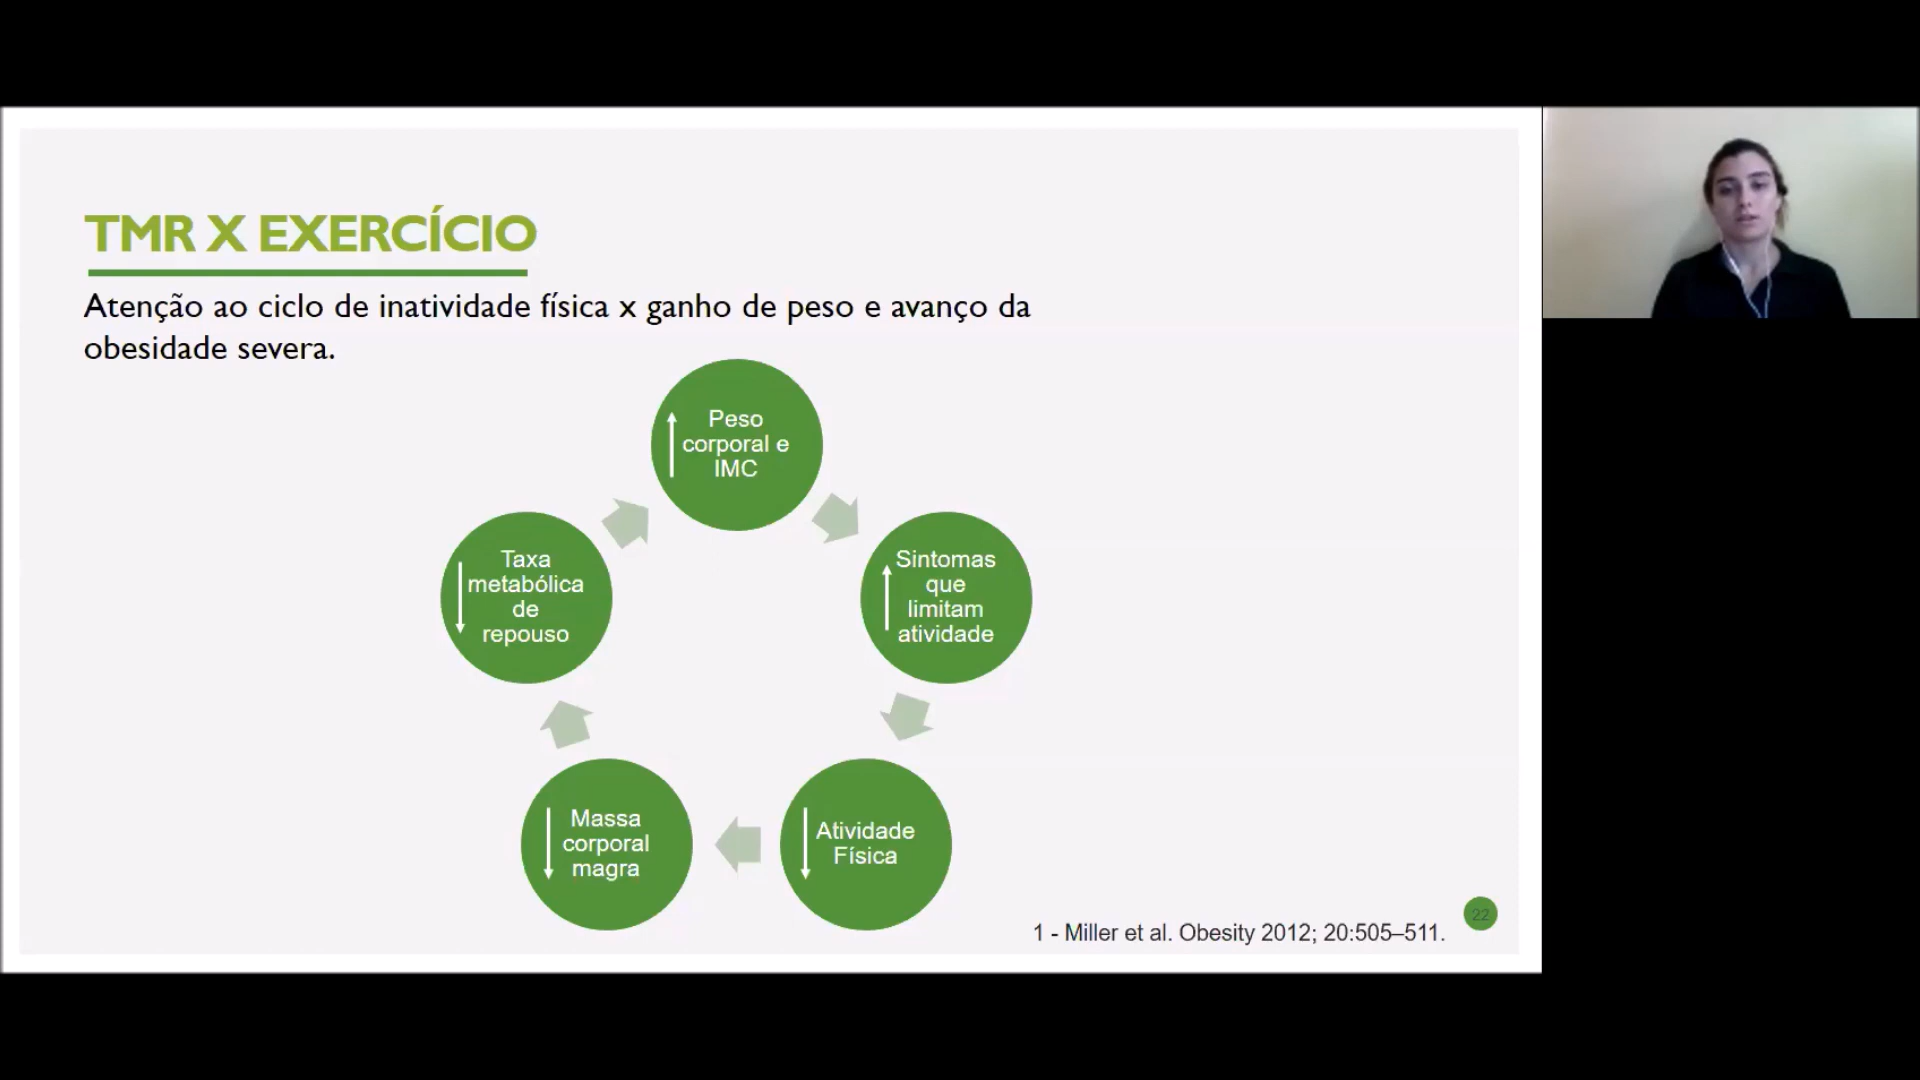 TMR X EXERCÍCIO
Atenção ao ciclo de inatividade física x ganho de peso e avanço da
obesidade severa.
Peso
corporal e
IMC
Sintomas
que
limitam
atividade
Atividade
Física
Massa
corporal
magra
Taxa
metabólica
de
repouso
1 - Miller et al. Obesity 2012; 20:505–511.
22